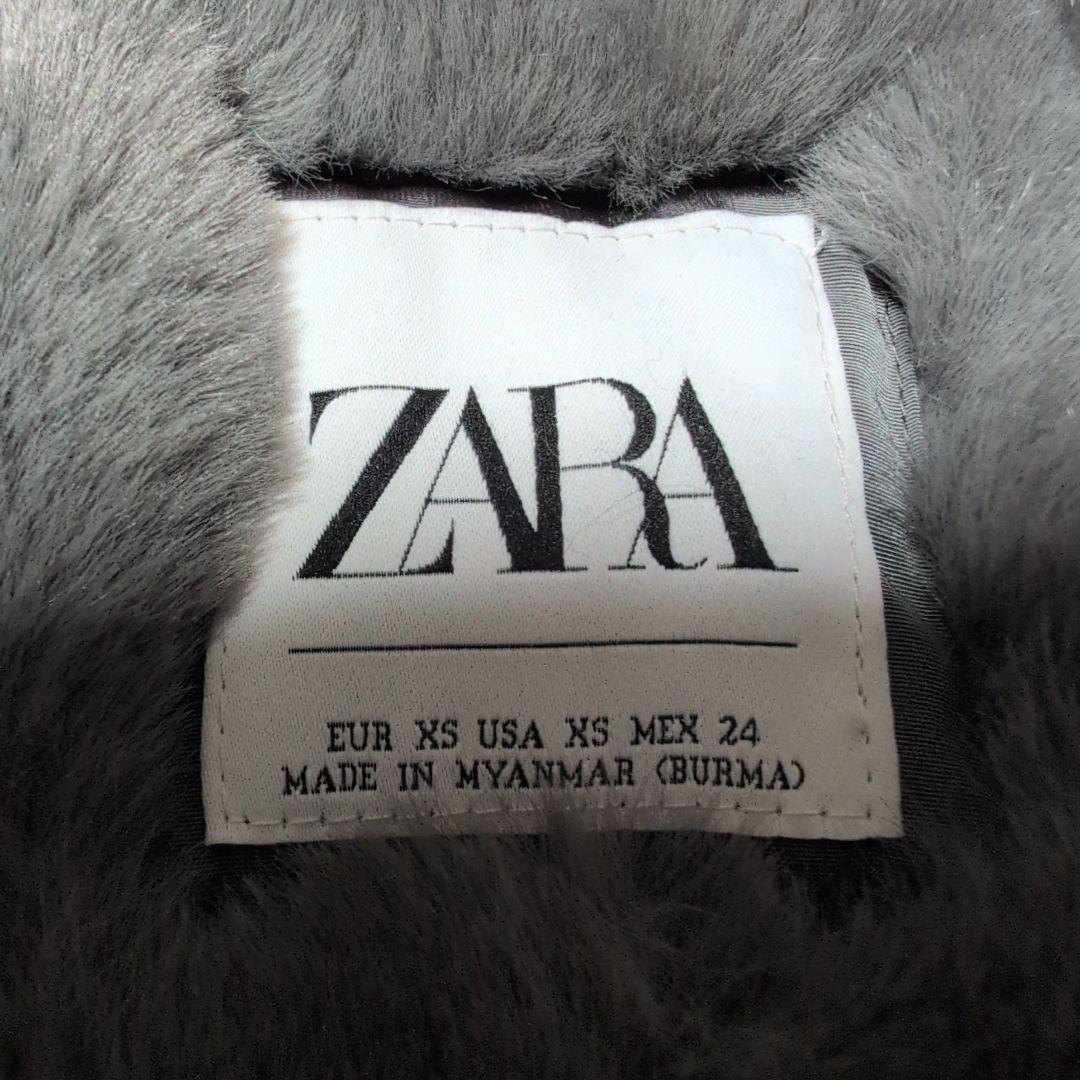 ZARA
EUR XS USA XS MEX 24
MADE IN MYANMAR (BURMA)